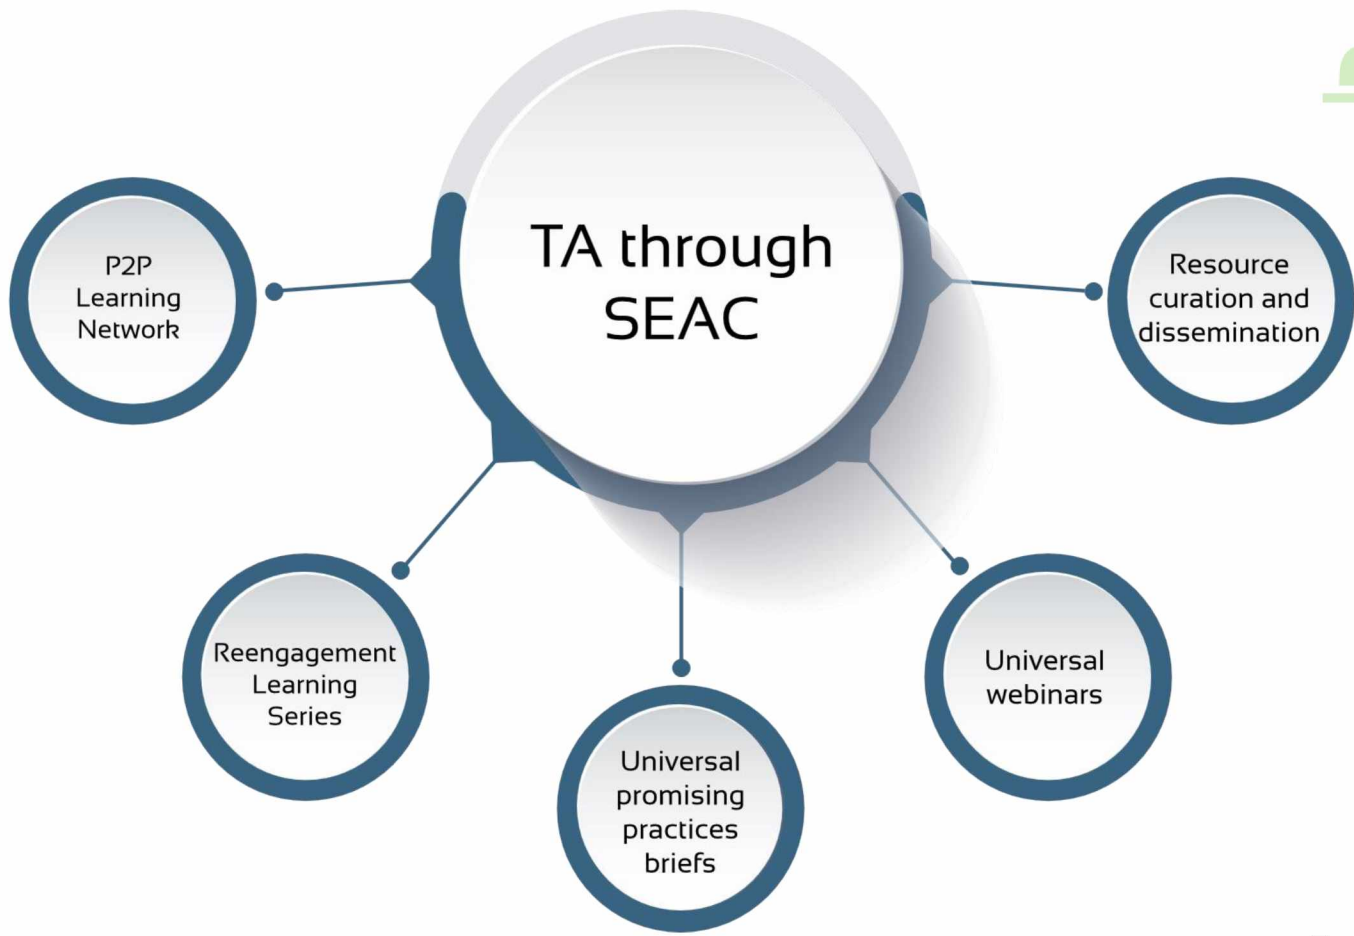 TA through
SEAC
P2P
Learning
Network
Reengagement
Learning
Series
Universal
promising
practices
briefs
Universal
webinars
Resource
curation and
dissemination